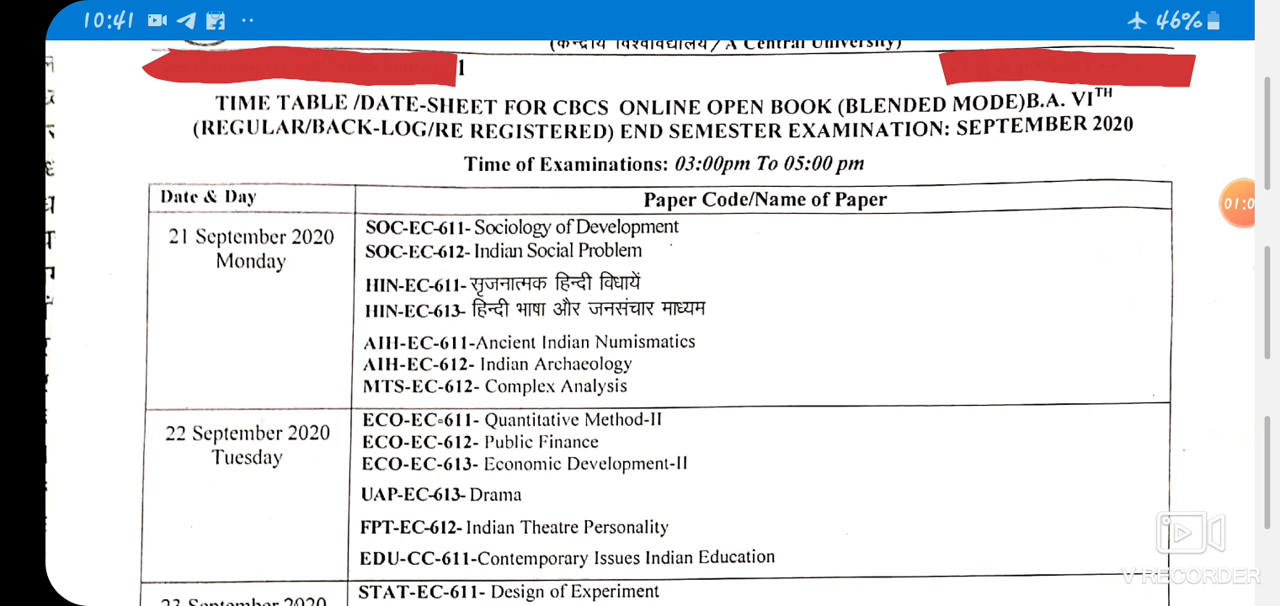 10:41
46%
(केन्द्रीय विश्वविद्यालय/A Central University)
1
TIME TABLE /DATE-SHEET FOR CBCS ONLINE OPEN BOOK (BLENDED MODE)B.A. VITH
(REGULAR/BACK-LOG/RE REGISTERED) END SEMESTER EXAMINATION: SEPTEMBER 2020
Time of Examinations: 03:00pm To 05:00 pm
Date & Day
Paper Code/Name of Paper
21 September 2020
Monday
SOC-EC-611- Sociology of Development
SOC-EC-612- Indian Social Problem
HIN-EC-611- सृजनात्मक हिन्दी विधायें
HIN-EC-613- हिन्दी भाषा और जनसंचार माध्यम
AIH-EC-611-Ancient Indian Numismatics
AIH-EC-612- Indian Archaeology
MTS-EC-612- Complex Analysis
22 September 2020
Tuesday
ECO-EC-611- Quantitative Method-II
ECO-EC-612- Public Finance
ECO-EC-613- Economic Development-II
UAP-EC-613- Drama
FPT-EC-612- Indian Theatre Personality
EDU-CC-611-Contemporary Issues Indian Education
23 September 2020
STAT-EC-611- Design of Experiment
01:0
V RECORDER